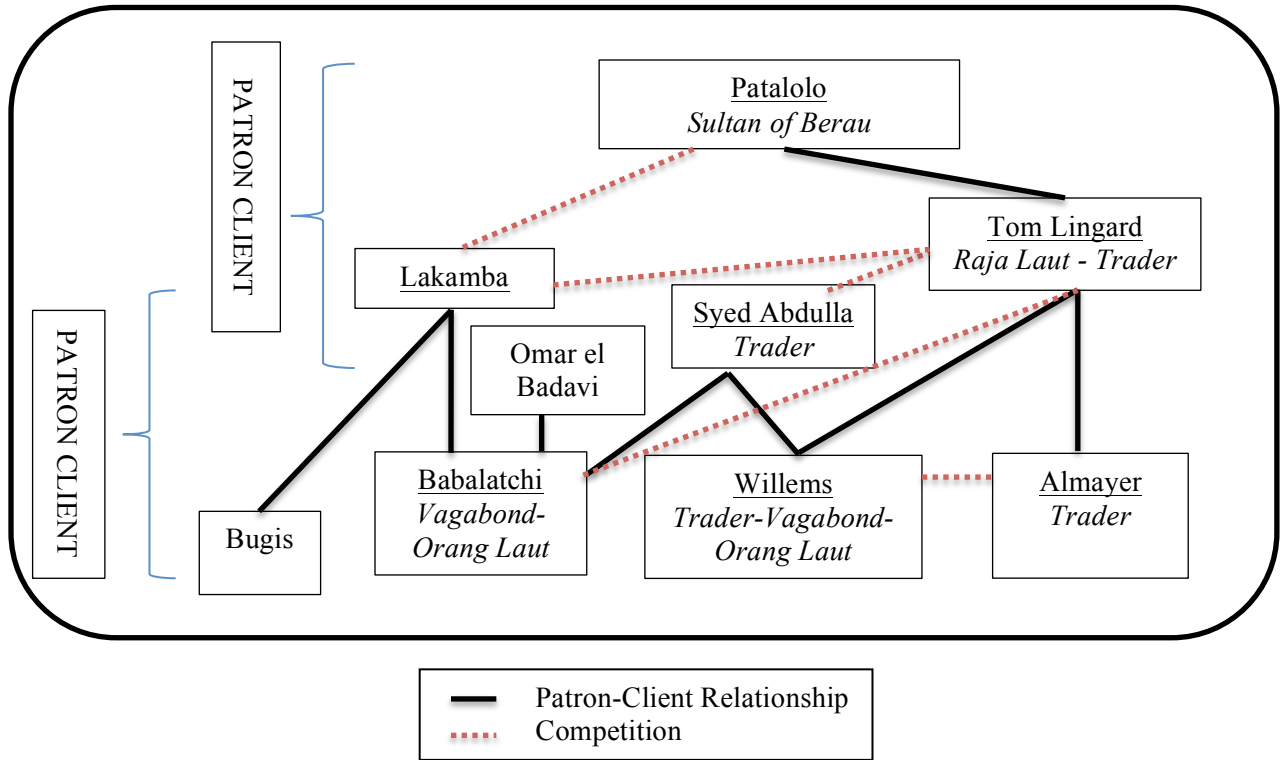 PATRON CLIENT
PATRON CLIENT
Patalolo
Sultan of Berau
Tom Lingard
Raja Laut - Trader
Lakamba
Syed Abdulla
Trader
Omar el
Badavi
Babalatchi
Vagabond-
Orang Laut
Willems
Trader-Vagabond-
Orang Laut
Almayer
Trader
Bugis
Patron-Client Relationship
Competition